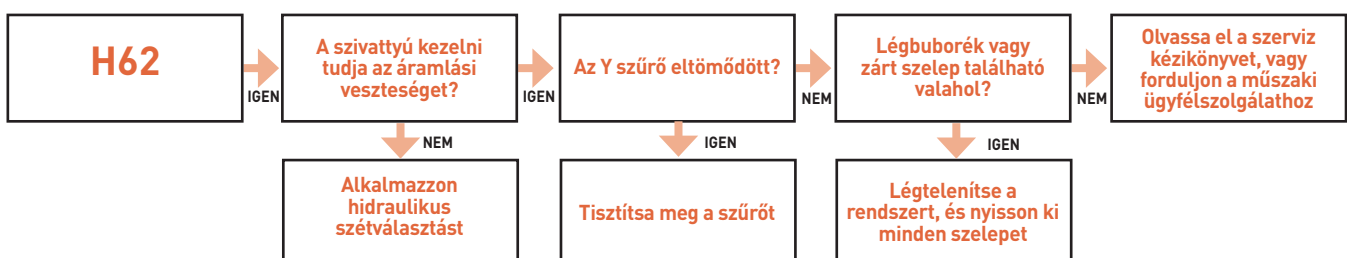 H62
IGEN
A szivattyú kezelni
tudja az áramlási
veszteséget?
IGEN
Az Y szűrő eltömődött?
NEM
Légbuborék vagy
zárt szelep található
valahol?
NEM
Olvassa el a szerviz
kézikönyvet, vagy
forduljon a műszaki
ügyfélszolgálathoz
NEM
IGEN
IGEN
Alkalmazzon
hidraulikus
szétválasztást
Tisztítsa meg a szűrőt
Légtelenítse a
rendszert, és nyisson ki
minden szelepet